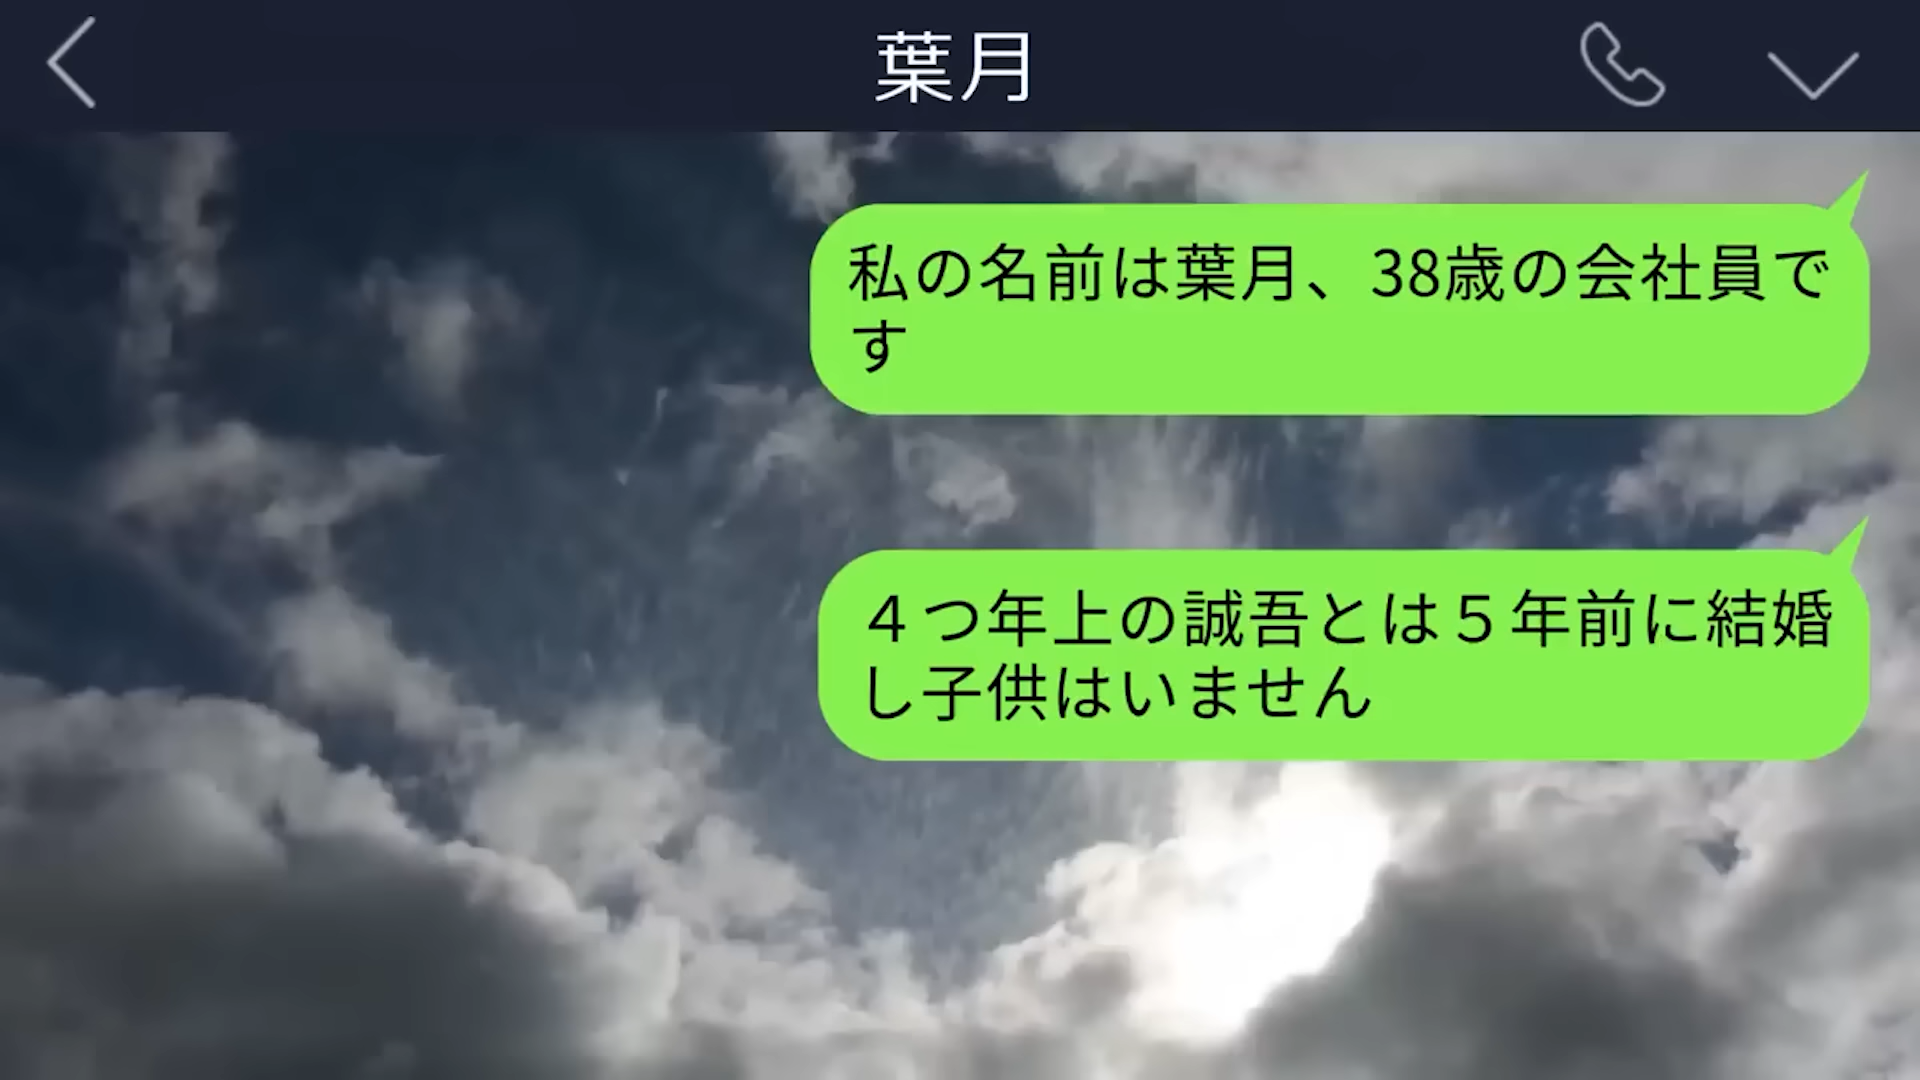 葉月
私の名前は葉月、38歳の会社員で
す
４つ年上の誠吾とは５年前に結婚
し子供はいません